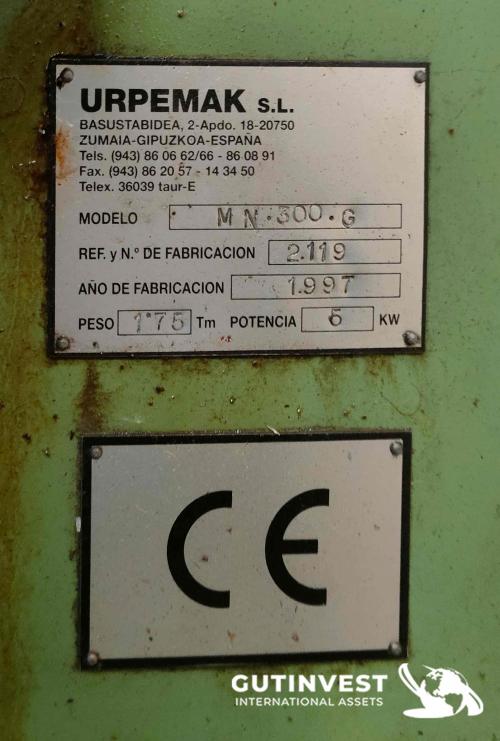 URPEMAK S.L.
BASUSTABIDEA, 2-Apdo. 18-20750
ZUMAIA-GIPUZKOA-ESPAÑA
Tels. (943) 86 06 62/66 - 86 08 91
Fax. (943) 86 20 57 - 14 34 50
Telex. 36039 taur-E
MODELO MN·300·G
REF. y N.º DE FABRICACION 2.119
AÑO DE FABRICACION 1.997
PESO 1'75 Tm POTENCIA 5 KW
CE
GUTINVEST
INTERNATIONAL ASSETS